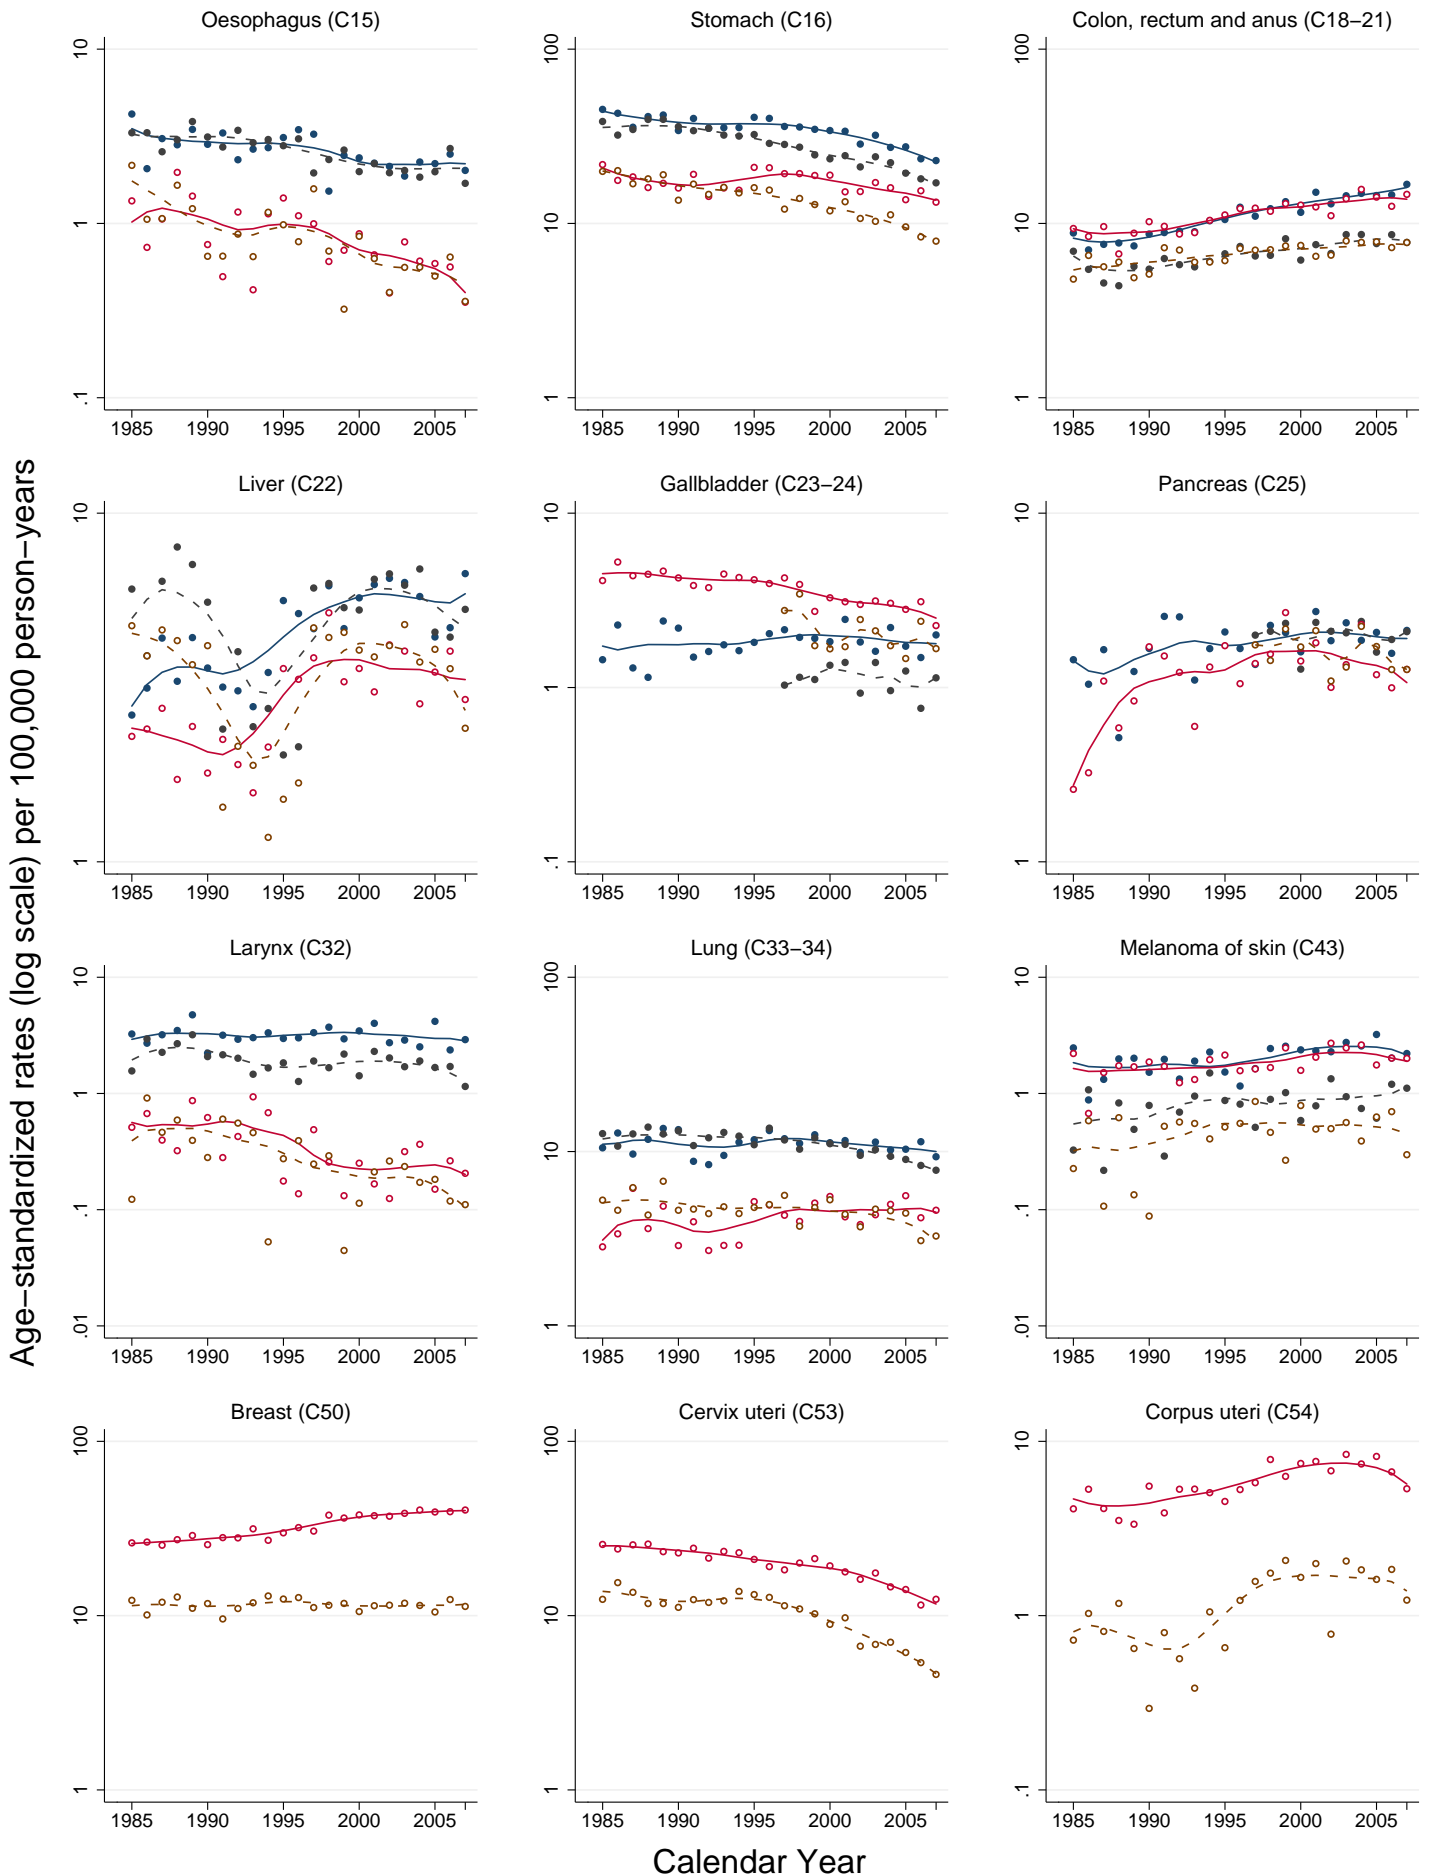 Age−standardized rates (log scale) per 100,000 person−years
Oesophagus (C15)
10
1
.1
1985 1990 1995 2000 2005
Stomach (C16)
100
10
1
1985 1990 1995 2000 2005
Colon, rectum and anus (C18−21)
100
10
1
1985 1990 1995 2000 2005
Liver (C22)
10
1
1985 1990 1995 2000 2005
Gallbladder (C23−24)
10
1
.1
1985 1990 1995 2000 2005
Pancreas (C25)
10
1
1985 1990 1995 2000 2005
Larynx (C32)
10
1
.1
.01
1985 1990 1995 2000 2005
Lung (C33−34)
100
10
1
1985 1990 1995 2000 2005
Melanoma of skin (C43)
10
1
.1
.01
1985 1990 1995 2000 2005
Breast (C50)
100
10
1
1985 1990 1995 2000 2005
Cervix uteri (C53)
100
10
1
1985 1990 1995 2000 2005
Corpus uteri (C54)
10
1
.1
1985 1990 1995 2000 2005
Calendar Year